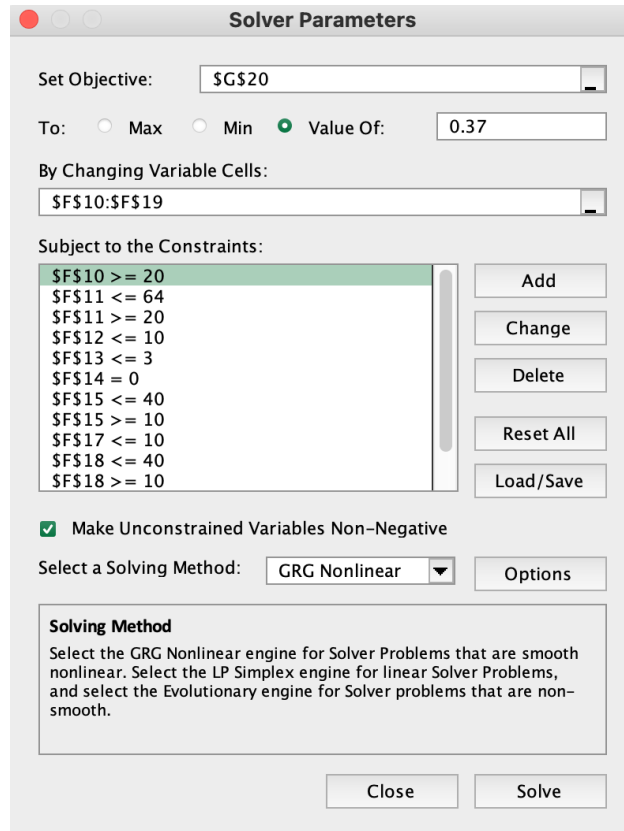 Solver Parameters
Set Objective: $G$20
To: Max Min Value Of: 0.37
By Changing Variable Cells:
$F$10:$F$19
Subject to the Constraints:
$F$10 >= 20
$F$11 <= 64
$F$11 >= 20
$F$12 <= 10
$F$13 <= 3
$F$14 = 0
$F$15 <= 40
$F$15 >= 10
$F$17 <= 10
$F$18 <= 40
$F$18 >= 10
Add
Change
Delete
Reset All
Load/Save
Make Unconstrained Variables Non-Negative
Select a Solving Method: GRG Nonlinear Options
Solving Method
Select the GRG Nonlinear engine for Solver Problems that are smooth
nonlinear. Select the LP Simplex engine for linear Solver Problems,
and select the Evolutionary engine for Solver problems that are non-
smooth.
Close Solve